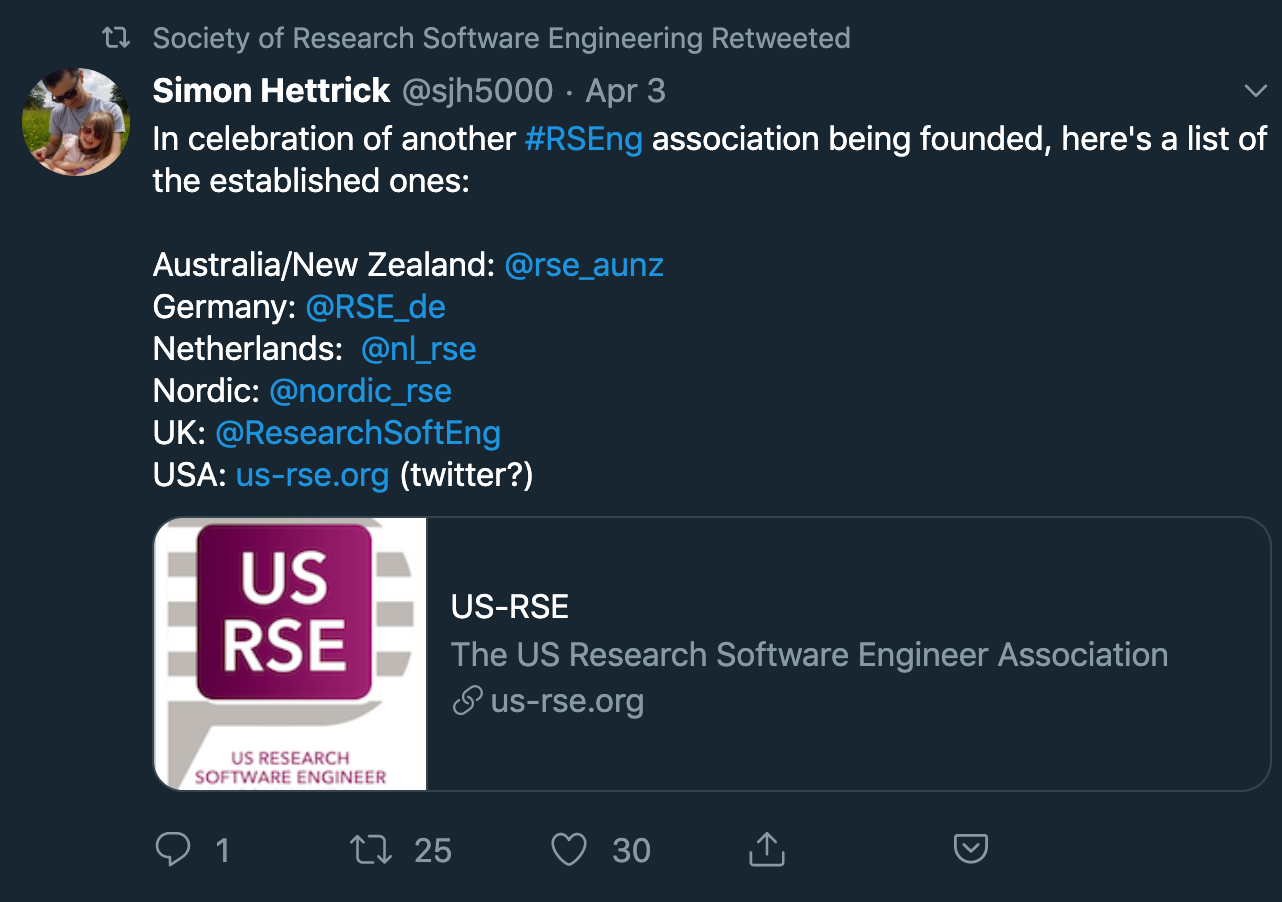 Society of Research Software Engineering Retweeted
Simon Hettrick @sjh5000 · Apr 3
In celebration of another #RSEng association being founded, here's a list of
the established ones:
Australia/New Zealand: @rse_aunz
Germany: @RSE_de
Netherlands: @nl_rse
Nordic: @nordic_rse
UK: @ResearchSoftEng
USA: us-rse.org (twitter?)
US
RSE
US RESEARCH
SOFTWARE ENGINEER
US-RSE
The US Research Software Engineer Association
us-rse.org
1 25 30